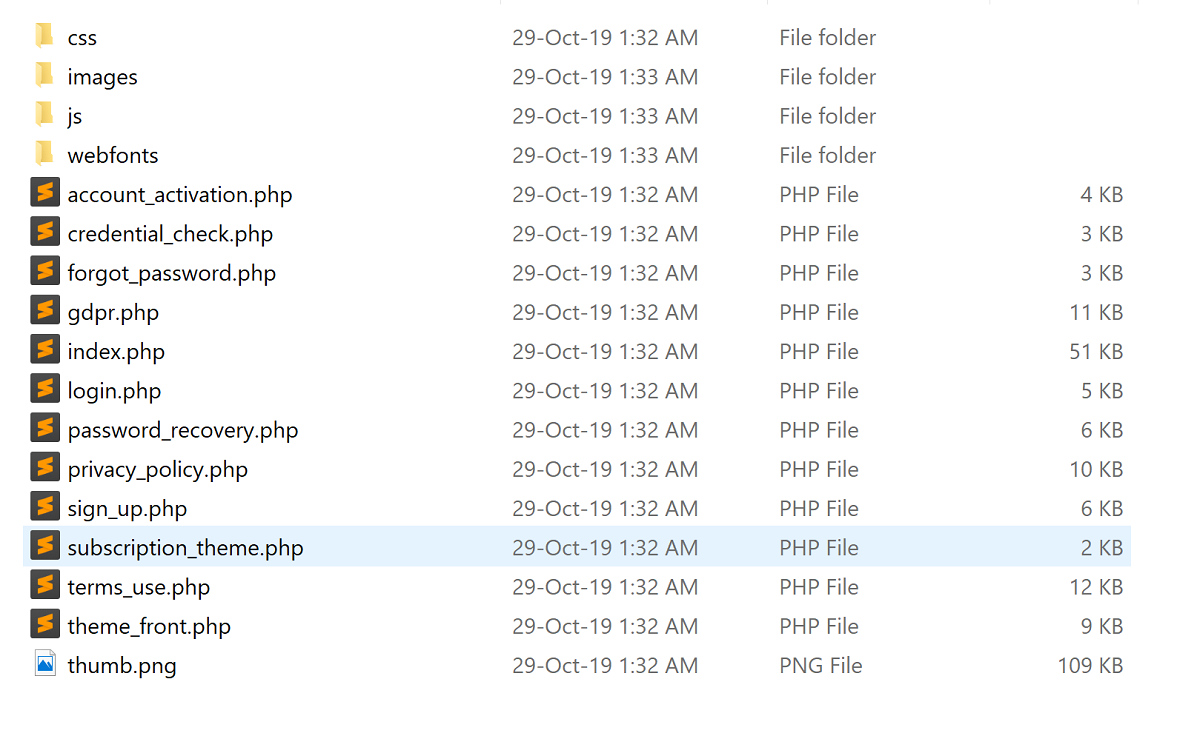 css 29-Oct-19 1:32 AM File folder
images 29-Oct-19 1:33 AM File folder
js 29-Oct-19 1:33 AM File folder
webfonts 29-Oct-19 1:33 AM File folder
account_activation.php 29-Oct-19 1:32 AM PHP File 4 KB
credential_check.php 29-Oct-19 1:32 AM PHP File 3 KB
forgot_password.php 29-Oct-19 1:32 AM PHP File 3 KB
gdpr.php 29-Oct-19 1:32 AM PHP File 11 KB
index.php 29-Oct-19 1:32 AM PHP File 51 KB
login.php 29-Oct-19 1:32 AM PHP File 5 KB
password_recovery.php 29-Oct-19 1:32 AM PHP File 6 KB
privacy_policy.php 29-Oct-19 1:32 AM PHP File 10 KB
sign_up.php 29-Oct-19 1:32 AM PHP File 6 KB
subscription_theme.php 29-Oct-19 1:32 AM PHP File 2 KB
terms_use.php 29-Oct-19 1:32 AM PHP File 12 KB
theme_front.php 29-Oct-19 1:32 AM PHP File 9 KB
thumb.png 29-Oct-19 1:32 AM PNG File 109 KB